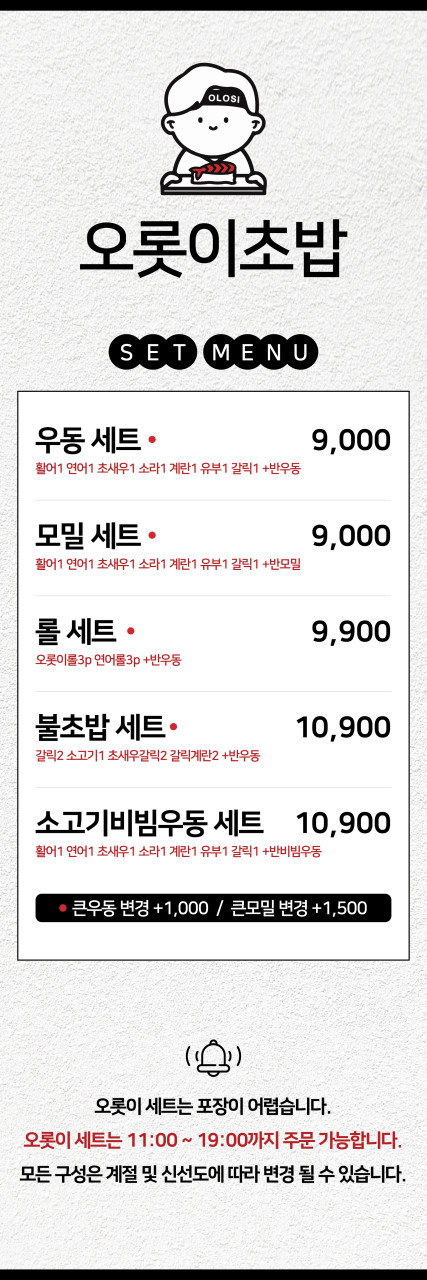 OLOSI
오롯이초밥
SET MENU
우동 세트 • 9,000
활어1 연어1 초새우1 소라1 계란1 유부1 갈릭1 +반우동
모밀 세트 • 9,000
활어1 연어1 초새우1 소라1 계란1 유부1 갈릭1 +반모밀
롤 세트 • 9,900
오롯이롤3p 연어롤3p +반우동
불초밥 세트 • 10,900
갈릭2 소고기1 초새우갈릭2 갈릭계란2 +반우동
소고기비빔우동 세트 10,900
활어1 연어1 초새우1 소라1 계란1 유부1 갈릭1 +반비빔우동
• 큰우동 변경 +1,000 / 큰모밀 변경 +1,500
오롯이 세트는 포장이 어렵습니다.
오롯이 세트는 11:00 ~ 19:00까지 주문 가능합니다.
모든 구성은 계절 및 신선도에 따라 변경 될 수 있습니다.